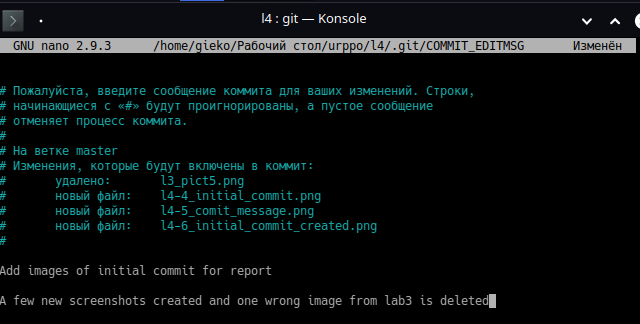 l4 : git — Konsole
GNU nano 2.9.3 /home/gieko/Рабочий стол/urppo/l4/.git/COMMIT_EDITMSG Изменён
# Пожалуйста, введите сообщение коммита для ваших изменений. Строки,
# начинающиеся с «#» будут проигнорированы, а пустое сообщение
# отменяет процесс коммита.
#
# На ветке master
# Изменения, которые будут включены в коммит:
# удалено: l3_pict5.png
# новый файл: l4-4_initial_commit.png
# новый файл: l4-5_comit_message.png
# новый файл: l4-6_initial_commit_created.png
#
Add images of initial commit for report
A few new screenshots created and one wrong image from lab3 is deleted